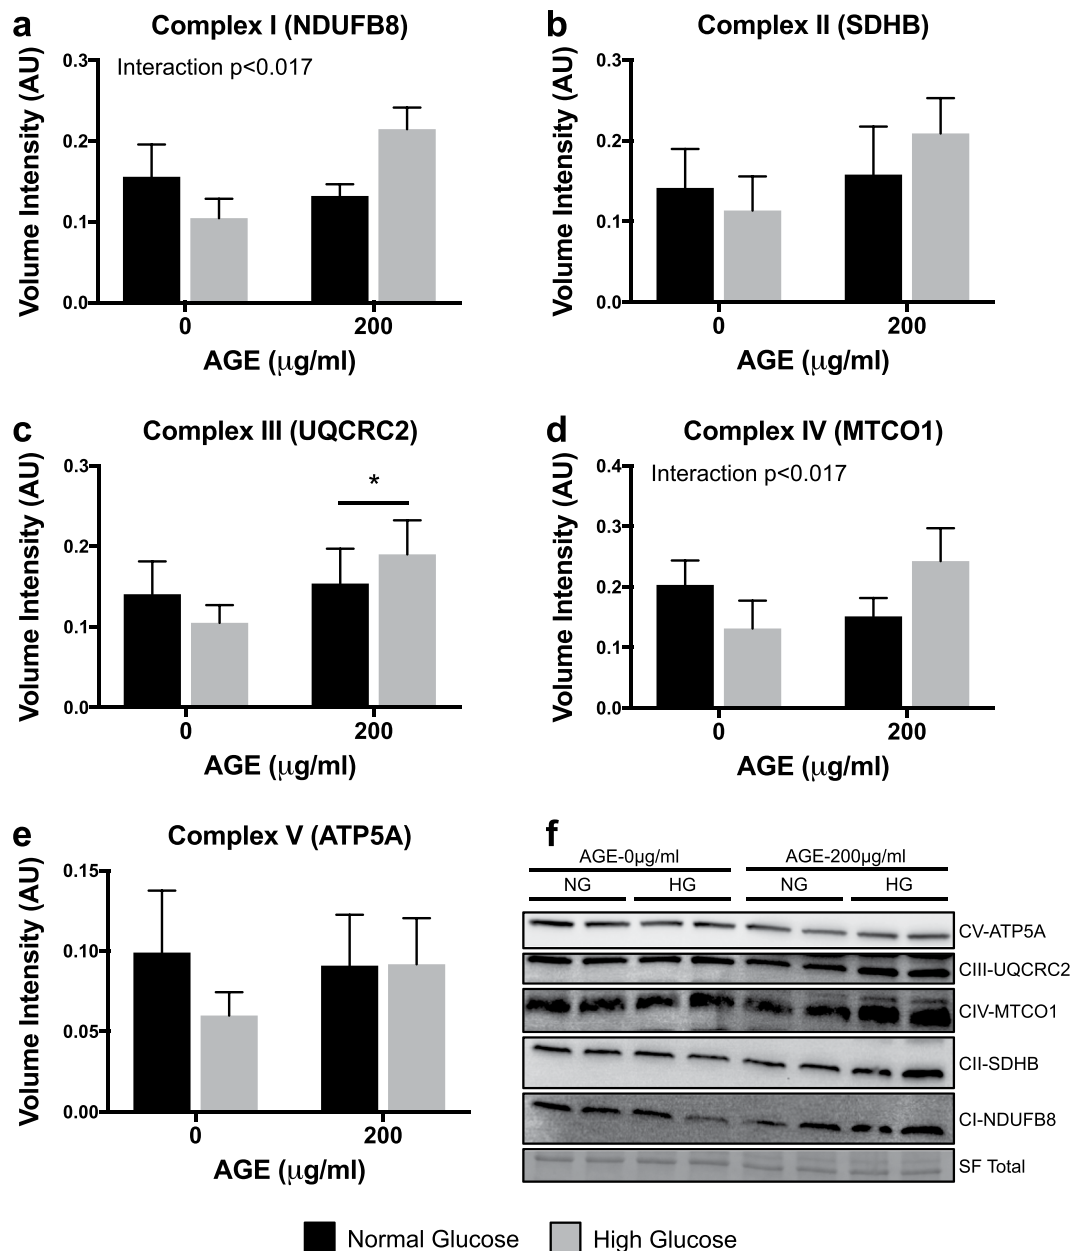 a
Complex I (NDUFB8)
Interaction p<0.017
Volume Intensity (AU)
0.3
0.2
0.1
0.0
0
200
AGE (μg/ml)
b
Complex II (SDHB)
Volume Intensity (AU)
0.3
0.2
0.1
0.0
0
200
AGE (μg/ml)
c
Complex III (UQCRC2)
Volume Intensity (AU)
0.3
0.2
0.1
0.0
*
0
200
AGE (μg/ml)
d
Complex IV (MTCO1)
Interaction p<0.017
Volume Intensity (AU)
0.4
0.3
0.2
0.1
0.0
0
200
AGE (μg/ml)
e
Complex V (ATP5A)
Volume Intensity (AU)
0.15
0.10
0.05
0.00
0
200
AGE (μg/ml)
f
AGE-0μg/ml AGE-200μg/ml
NG HG NG HG
CV-ATP5A
CIII-UQCRC2
CIV-MTCO1
CII-SDHB
CI-NDUFB8
SF Total
Normal Glucose High Glucose